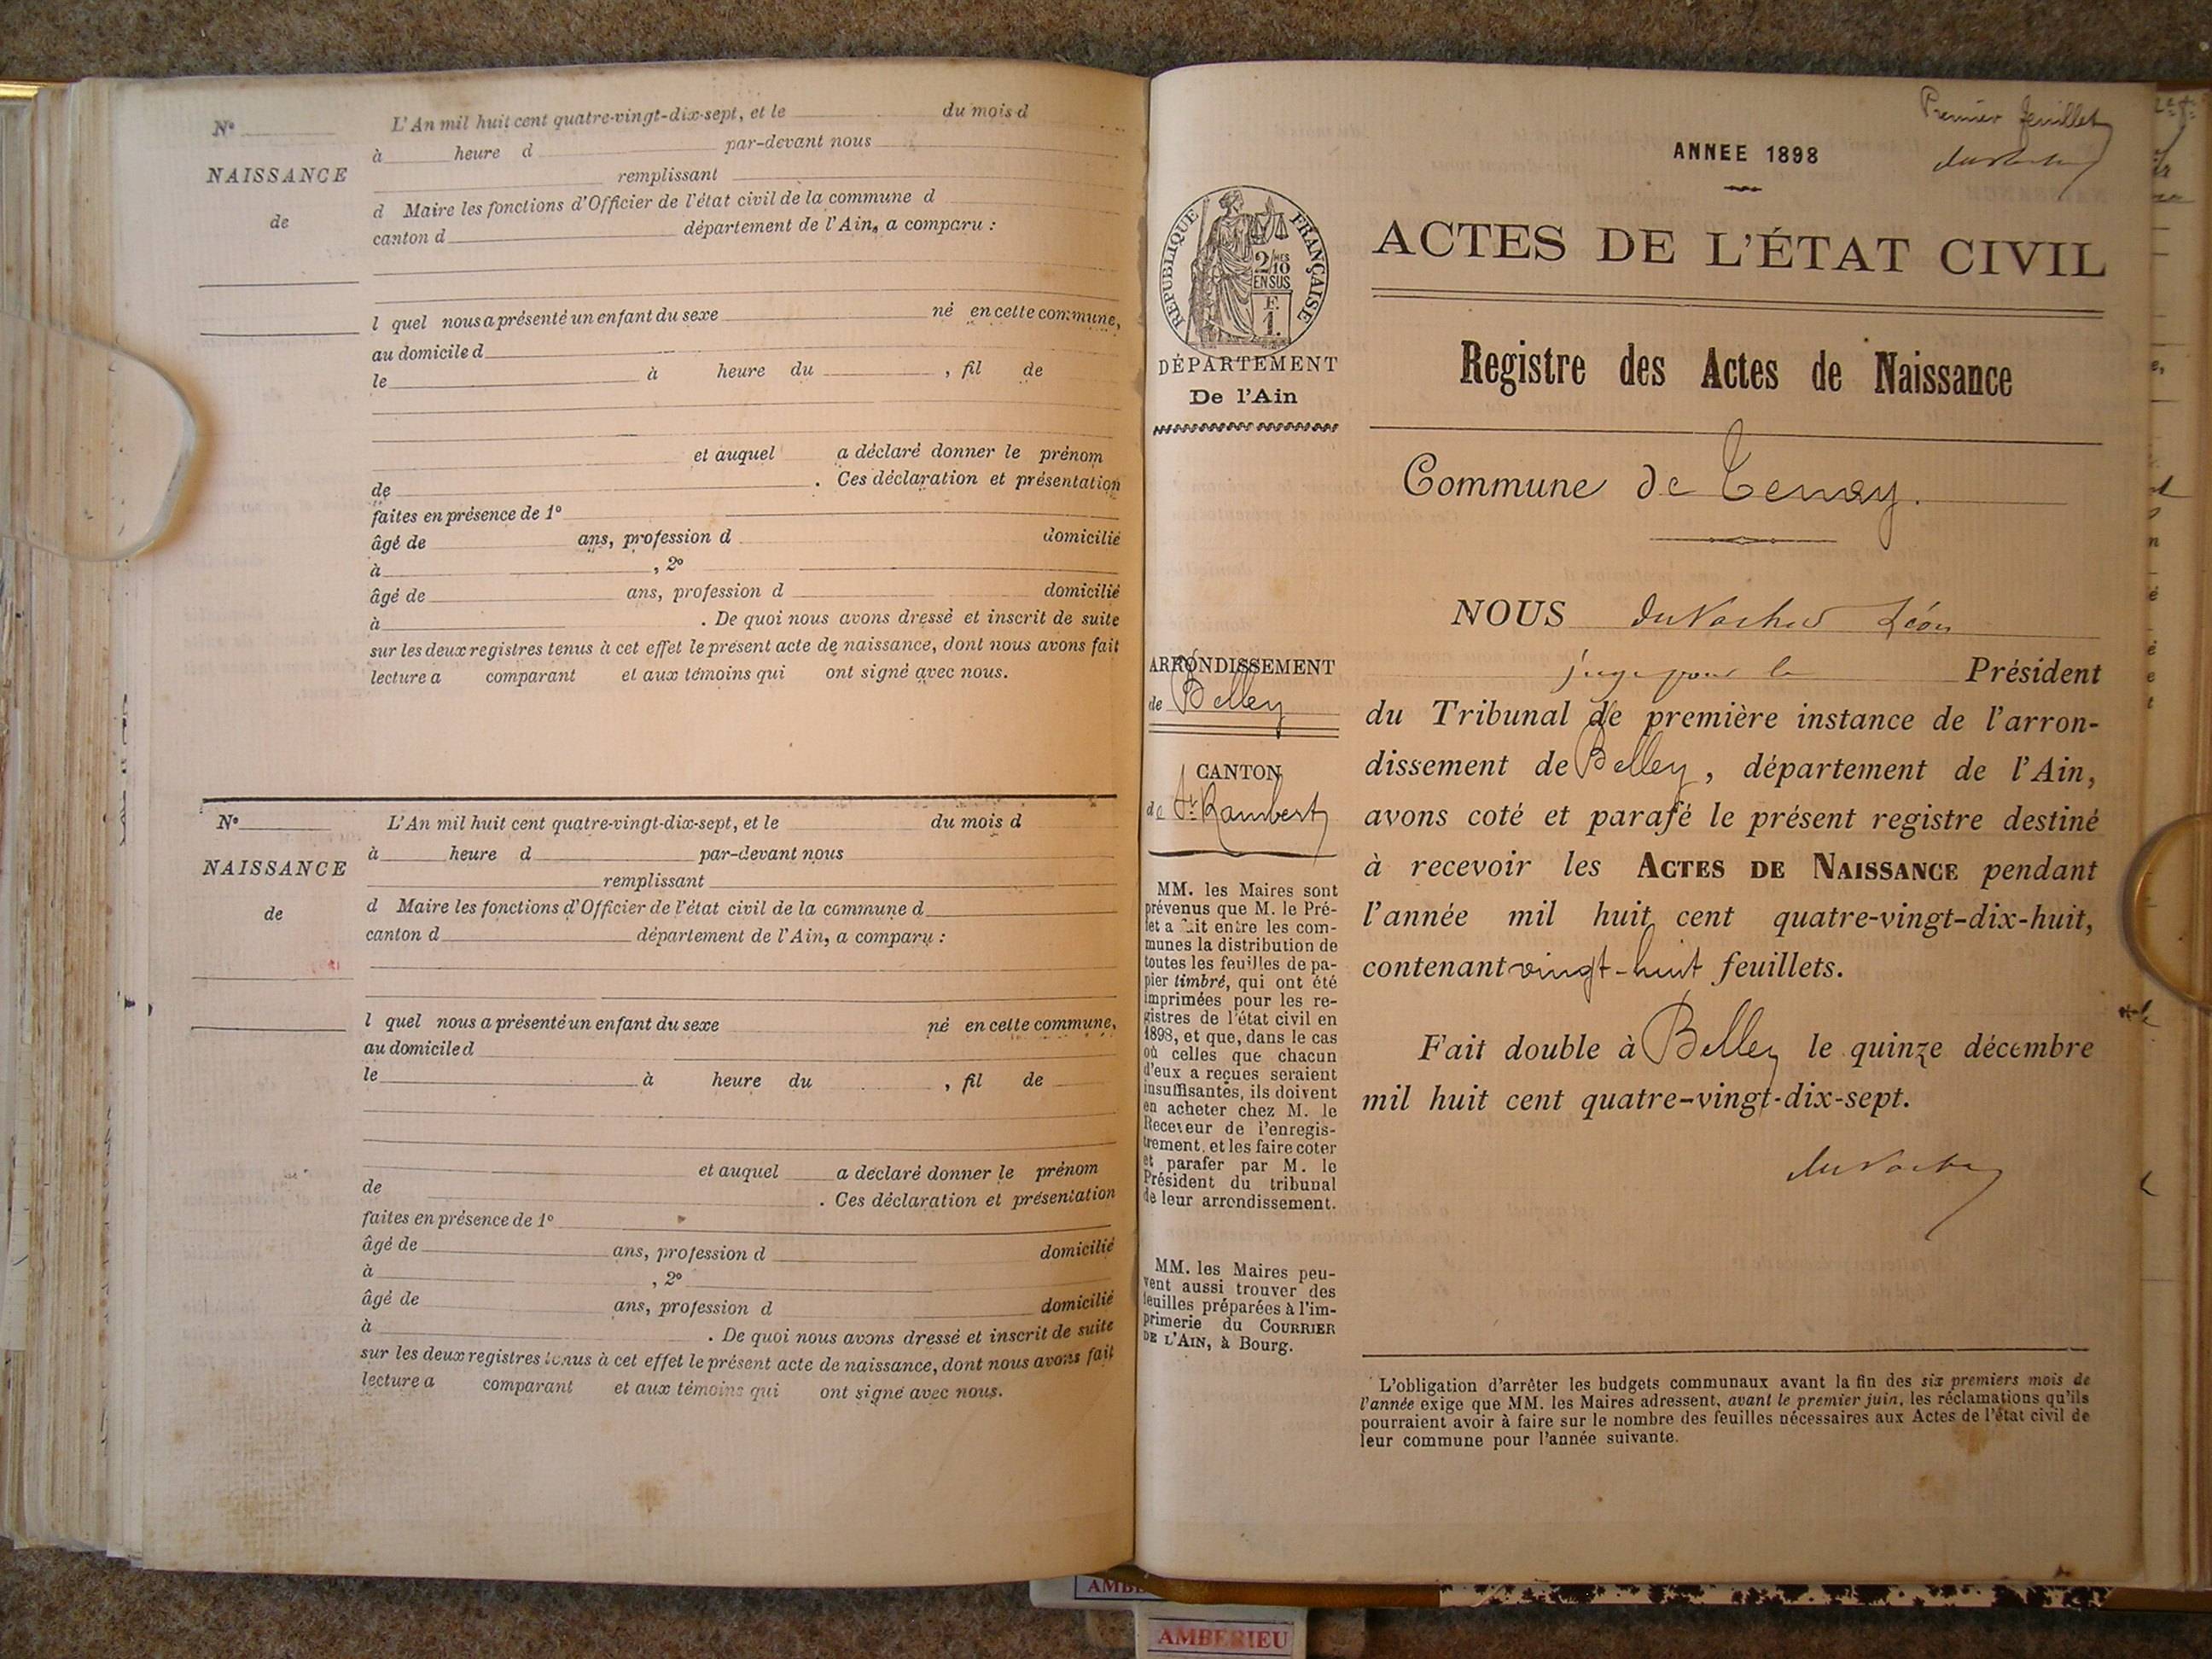 N°
NAISSANCE
de
L'An mil huit cent quatre-vingt-dix-sept, et le du mois d
à heure d par-devant nous
remplissant
d Maire les fonctions d'Officier de l'état civil de la commune d
canton d département de l'Ain, a comparu :
l quel nous a présenté un enfant du sexe né en cette commune,
au domicile d
le à heure du , fil de
et auquel a déclaré donner le prénom
de . Ces déclaration et présentation
faites en présence de 1°
âgé de ans, profession d domicilié
à , 2°
âgé de ans, profession d domicilié
à . De quoi nous avons dressé et inscrit de suite
sur les deux registres tenus à cet effet le présent acte de naissance, dont nous avons fait
lecture a comparant et aux témoins qui ont signé avec nous.
N°
NAISSANCE
de
L'An mil huit cent quatre-vingt-dix-sept, et le du mois d
à heure d par-devant nous
remplissant
d Maire les fonctions d'Officier de l'état civil de la commune d
canton d département de l'Ain, a comparu :
l quel nous a présenté un enfant du sexe né en cette commune,
au domicile d
le à heure du , fil de
et auquel a déclaré donner le prénom
de . Ces déclaration et présentation
faites en présence de 1°
âgé de ans, profession d domicilié
à , 2°
âgé de ans, profession d domicilié
à . De quoi nous avons dressé et inscrit de suite
sur les deux registres tenus à cet effet le présent acte de naissance, dont nous avons fait
lecture a comparant et aux témoins qui ont signé avec nous.
Premier feuillet
RÉPUBLIQUE FRANÇAISE
2/10
EN SUS
F
1.
DÉPARTEMENT
De l'Ain
ARRONDISSEMENT
de Belley
CANTON
de St Rambert
MM. les Maires sont
prévenus que M. le Pré-
fet a fait entre les com-
munes la distribution de
toutes les feuilles de pa-
pier timbré, qui ont été
imprimées pour les re-
gistres de l'état civil en
1898, et que, dans le cas
où celles que chacun
d'eux a reçues seraient
insuffisantes, ils doivent
en acheter chez M. le
Receveur de l'enregis-
trement, et les faire coter
et parafer par M. le
Président du tribunal
de leur arrondissement.
MM. les Maires peu-
vent aussi trouver des
feuilles préparées à l'im-
primerie du COURRIER
DE L'AIN, à Bourg.
ANNEE 1898
ACTES DE L'ÉTAT CIVIL
Registre des Actes de Naissance
Commune de Tenay.
NOUS Léon
juge pour le Président
du Tribunal de première instance de l'arron-
dissement de Belley, département de l'Ain,
avons coté et parafé le présent registre destiné
à recevoir les ACTES DE NAISSANCE pendant
l'année mil huit cent quatre-vingt-dix-huit,
contenant vingt-huit feuillets.
Fait double à Belley le quinze décembre
mil huit cent quatre-vingt-dix-sept.
L'obligation d'arrêter les budgets communaux avant la fin des six premiers mois de
l'année exige que MM. les Maires adressent, avant le premier juin, les réclamations qu'ils
pourraient avoir à faire sur le nombre des feuilles nécessaires aux Actes de l'état civil de
leur commune pour l'année suivante.
AMBERIEU